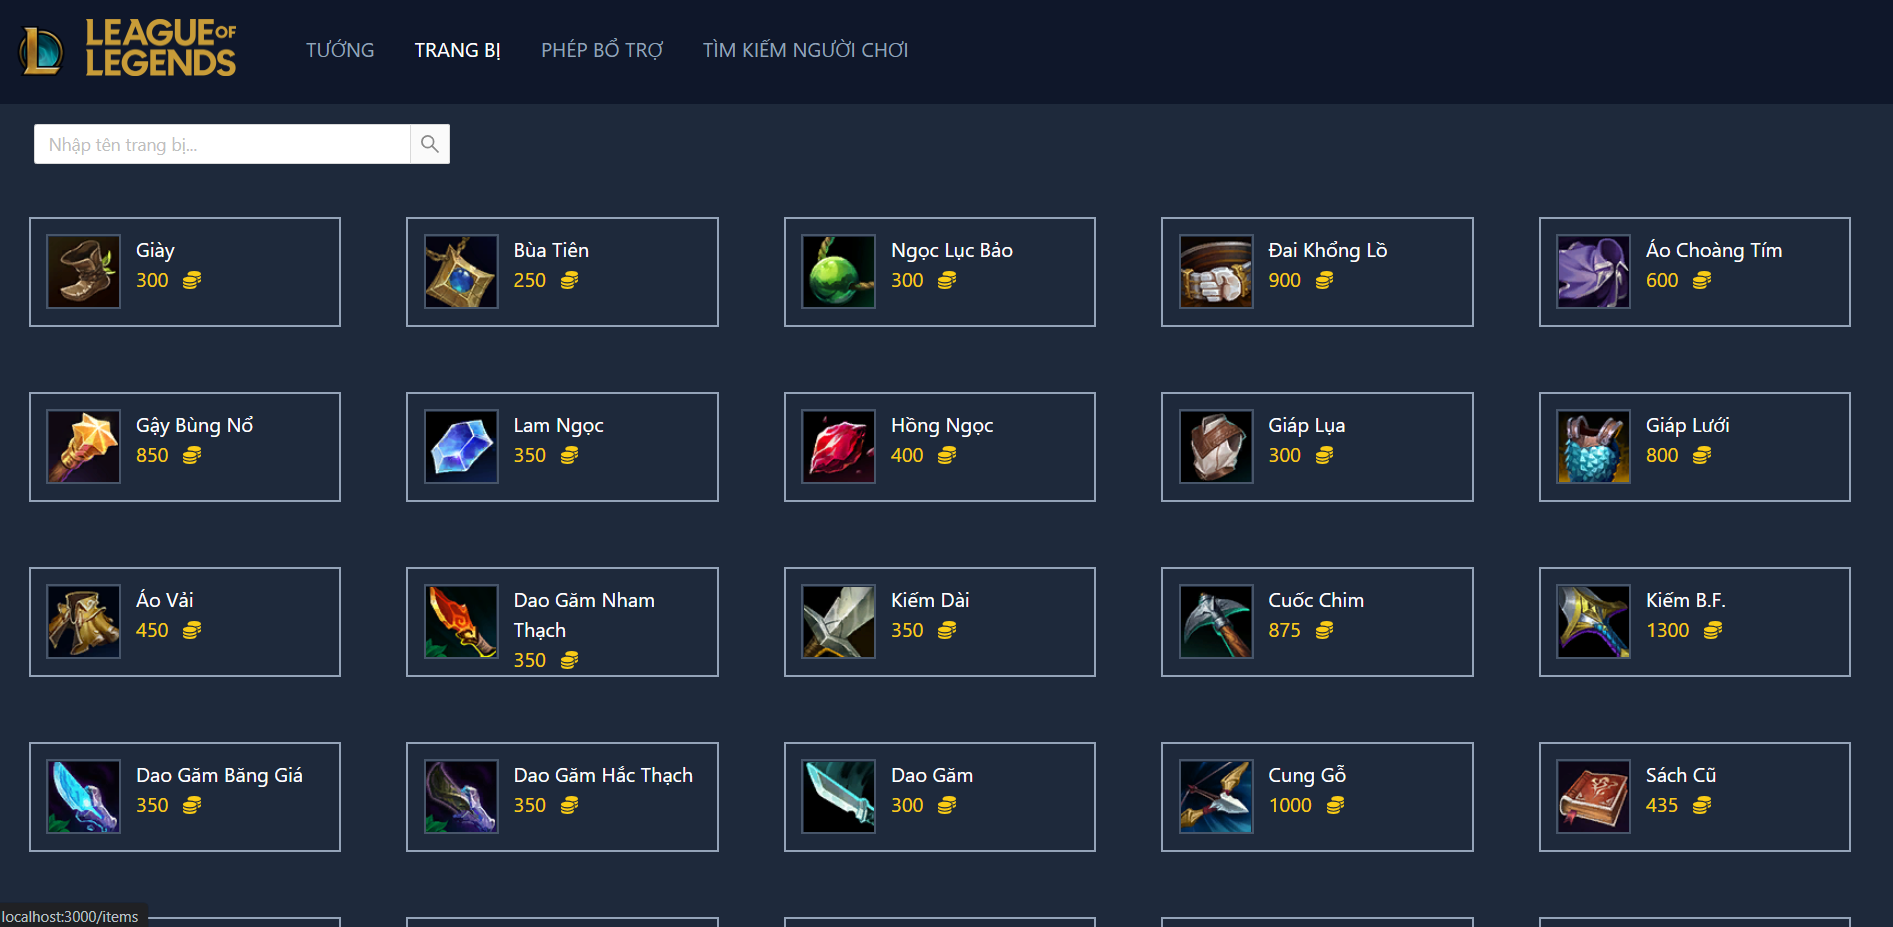 LEAGUE OF
LEGENDS
TƯỚNG
TRANG BỊ
PHÉP BỔ TRỢ
TÌM KIẾM NGƯỜI CHƠI
Nhập tên trang bị...
Giày
300
Bùa Tiên
250
Ngọc Lục Bảo
300
Đai Khổng Lồ
900
Áo Choàng Tím
600
Gậy Bùng Nổ
850
Lam Ngọc
350
Hồng Ngọc
400
Giáp Lụa
300
Giáp Lưới
800
Áo Vải
450
Dao Găm Nham
Thạch
350
Kiếm Dài
350
Cuốc Chim
875
Kiếm B.F.
1300
Dao Găm Băng Giá
350
Dao Găm Hắc Thạch
350
Dao Găm
300
Cung Gỗ
1000
Sách Cũ
435
localhost:3000/items